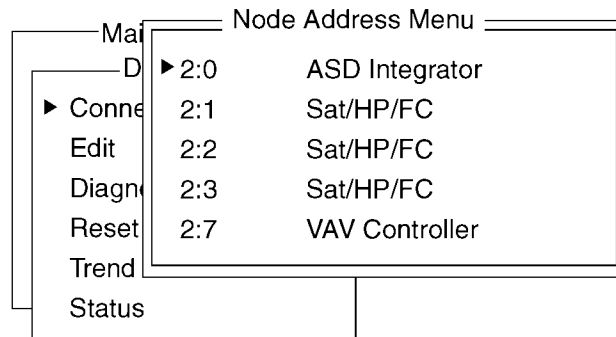 Node Address Menu
Mai
D
▶ 2:0 ASD Integrator
▶ Conne
2:1 Sat/HP/FC
Edit
2:2 Sat/HP/FC
Diagn
2:3 Sat/HP/FC
Reset
2:7 VAV Controller
Trend
Status